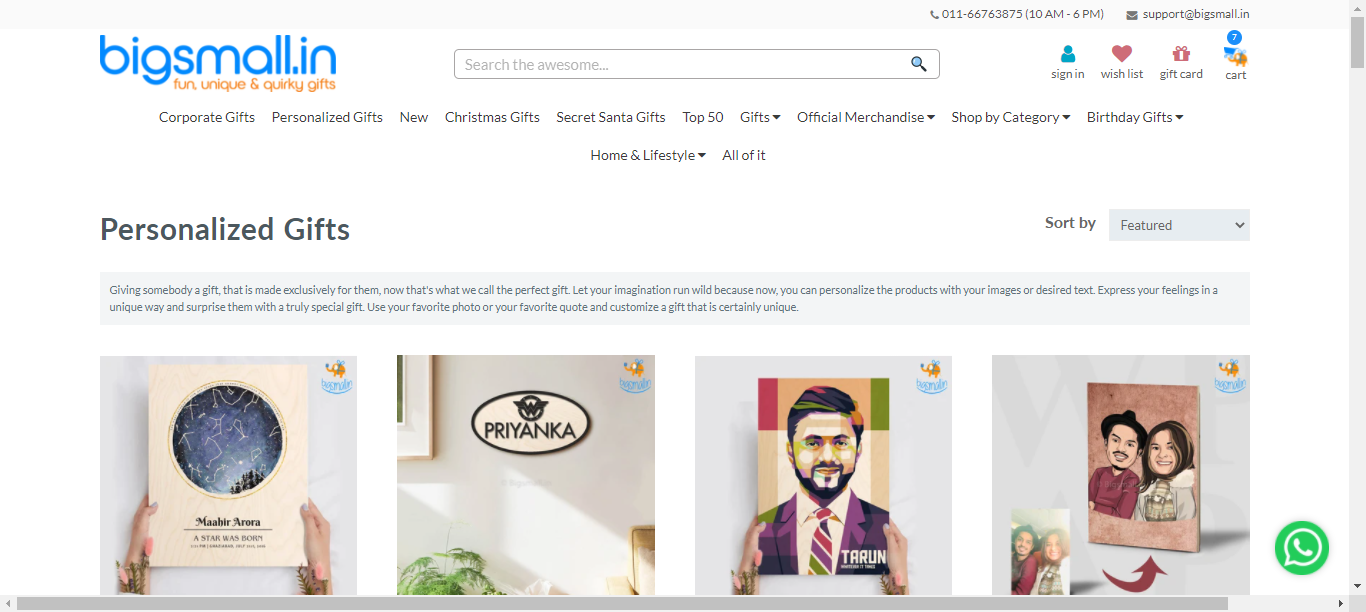 011-66763875 (10 AM - 6 PM) support@bigsmall.in
bigsmall.in
fun, unique & quirky gifts
Search the awesome...
7
sign in wish list gift card cart
Corporate Gifts Personalized Gifts New Christmas Gifts Secret Santa Gifts Top 50 Gifts Official Merchandise Shop by Category Birthday Gifts
Home & Lifestyle All of it
Personalized Gifts
Sort by Featured
Giving somebody a gift, that is made exclusively for them, now that's what we call the perfect gift. Let your imagination run wild because now, you can personalize the products with your images or desired text. Express your feelings in a
unique way and surprise them with a truly special gift. Use your favorite photo or your favorite quote and customize a gift that is certainly unique.
bigsmall.in
Maahir Arora
A STAR WAS BORN
bigsmall.in
PRIYANKA
bigsmall.in
TARUN
bigsmall.in